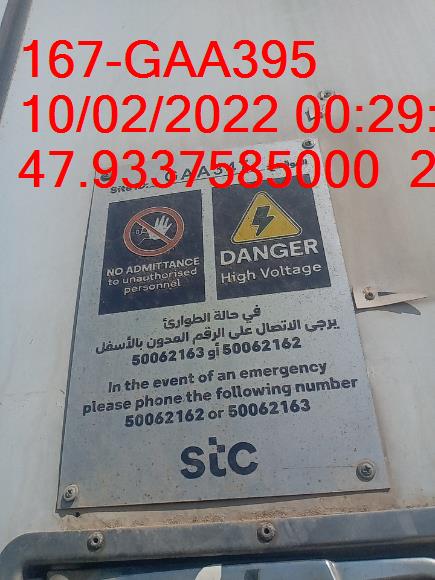 167-GAA395
10/02/2022 00:29:
47.9337585000 2
Site ID:
NO ADMITTANCE
to unauthorised
personnel
DANGER
High Voltage
في حالة الطوارئ
يرجى الاتصال على الرقم المدون بالأسفل
50062162 أو 50062163
In the event of an emergency
please phone the following number
50062162 or 50062163
stc